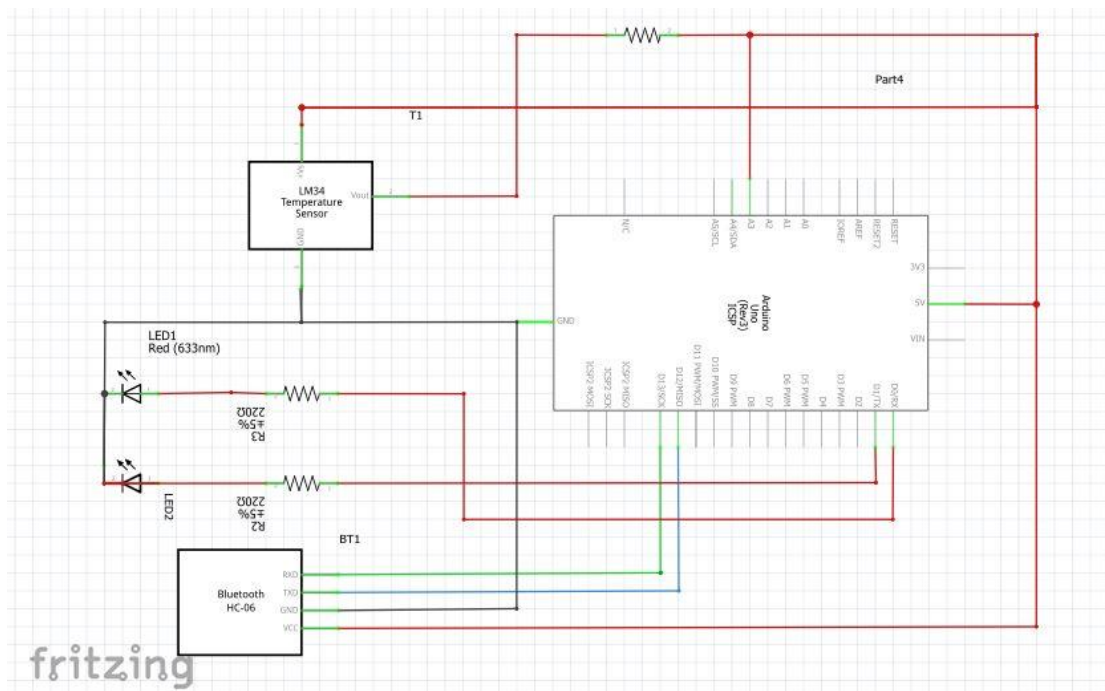 Part4
T1
V+
LM34
Temperature
Sensor
Vout
GND
N/C
A5/SCL
A4/SDA
A3
A2
A1
A0
IOREF
AREF
RESET2
RESET
3V3
5V
VIN
GND
Arduino
Uno
(Rev3)
ICSP
ICSP2 MOSI
ICSP2 SCK
ICSP2 MISO
D13/SCK
D12/MISO
D11 PWM/MOSI
D10 PWM/SS
D9 PWM
D8
D7
D6 PWM
D5 PWM
D4
D3 PWM
D2
D1/TX
D0/RX
LED1
Red (633nm)
R3
±5%
220Ω
LED2
R2
±5%
220Ω
BT1
Bluetooth
HC-06
RXD
TXD
GND
VCC
fritzing